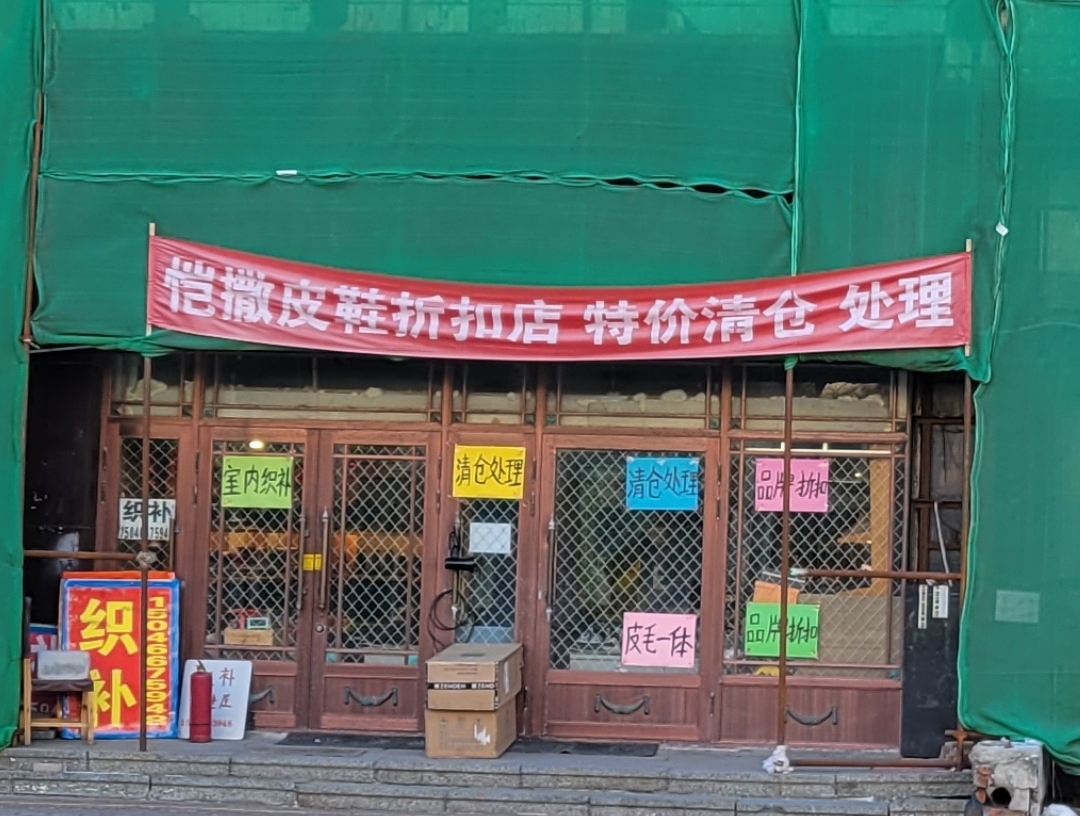 恺撒皮鞋折扣店 特价清仓 处理
室内织补
清仓处理
清仓处理
品牌折扣
织补
织补
15046675948
皮毛一体
品牌折扣
补